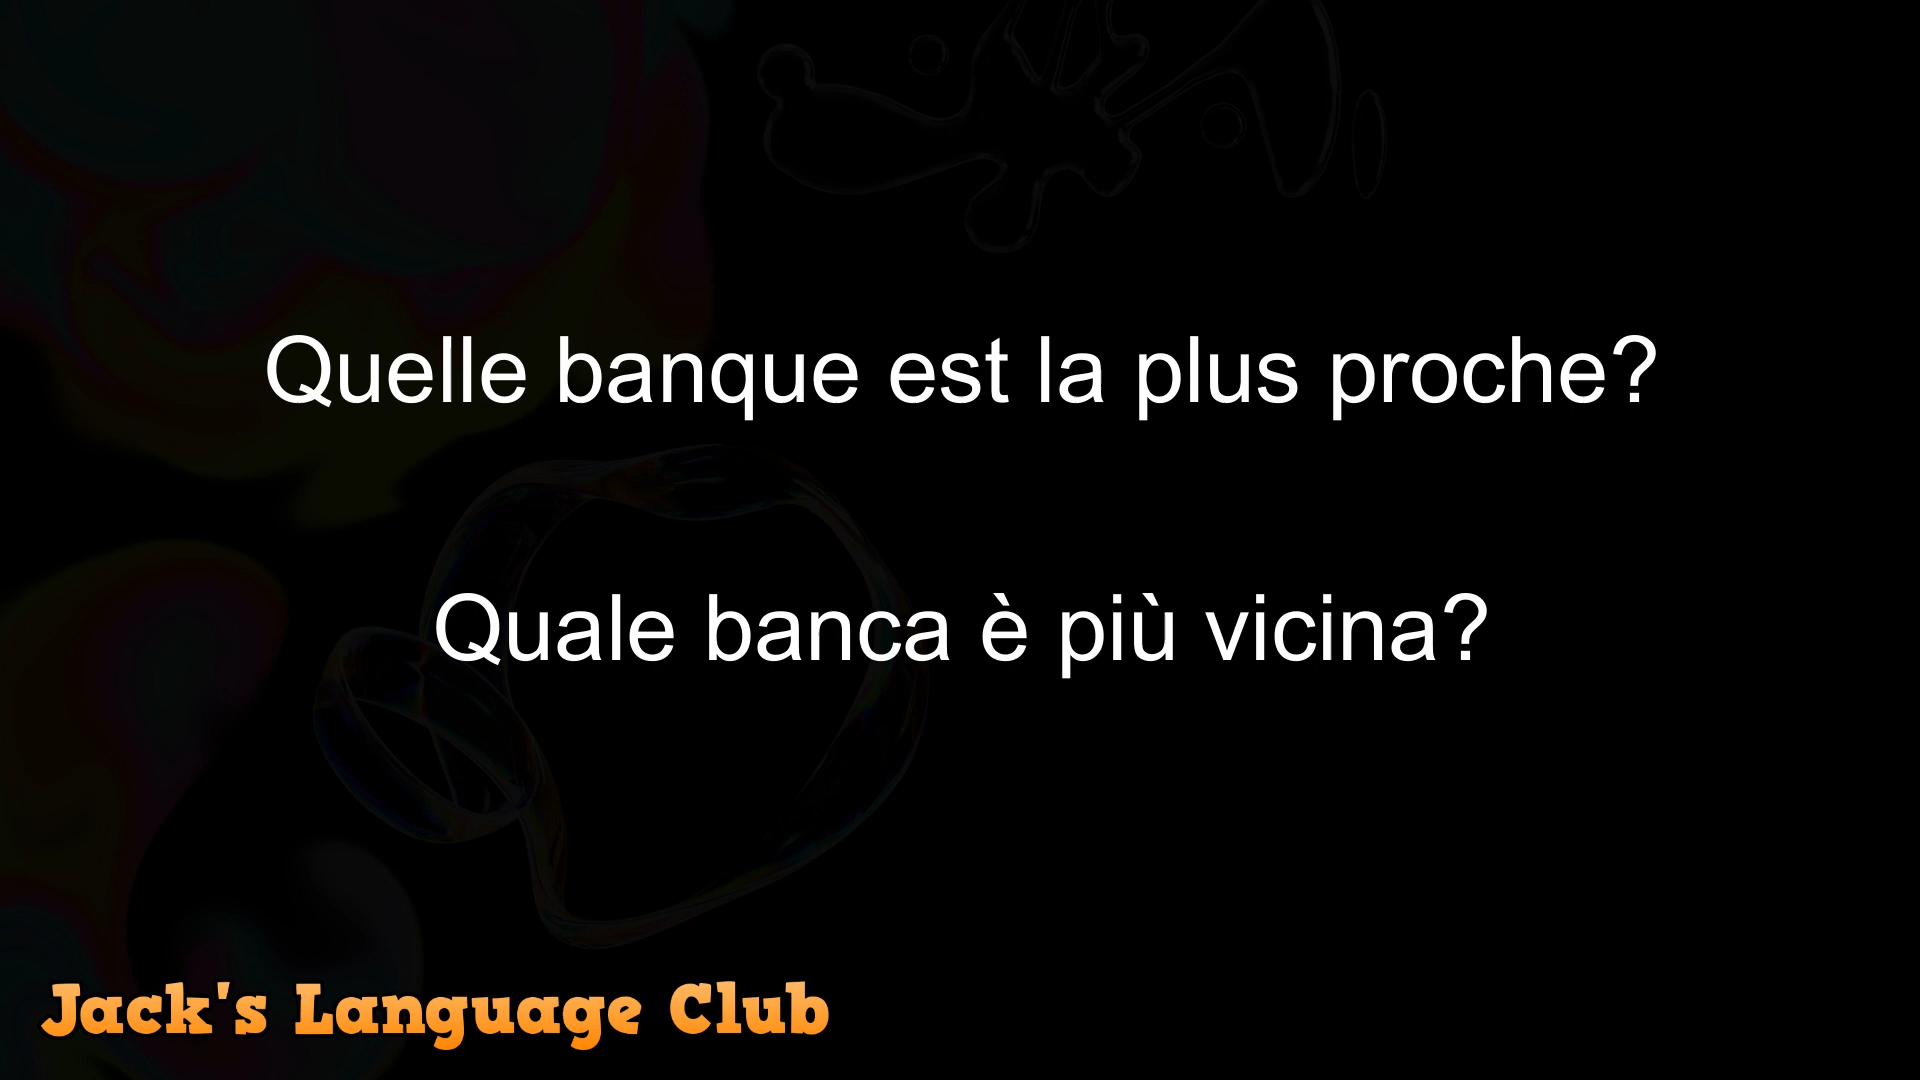 Quelle banque est la plus proche?
Quale banca è più vicina?
Jack's Language Club